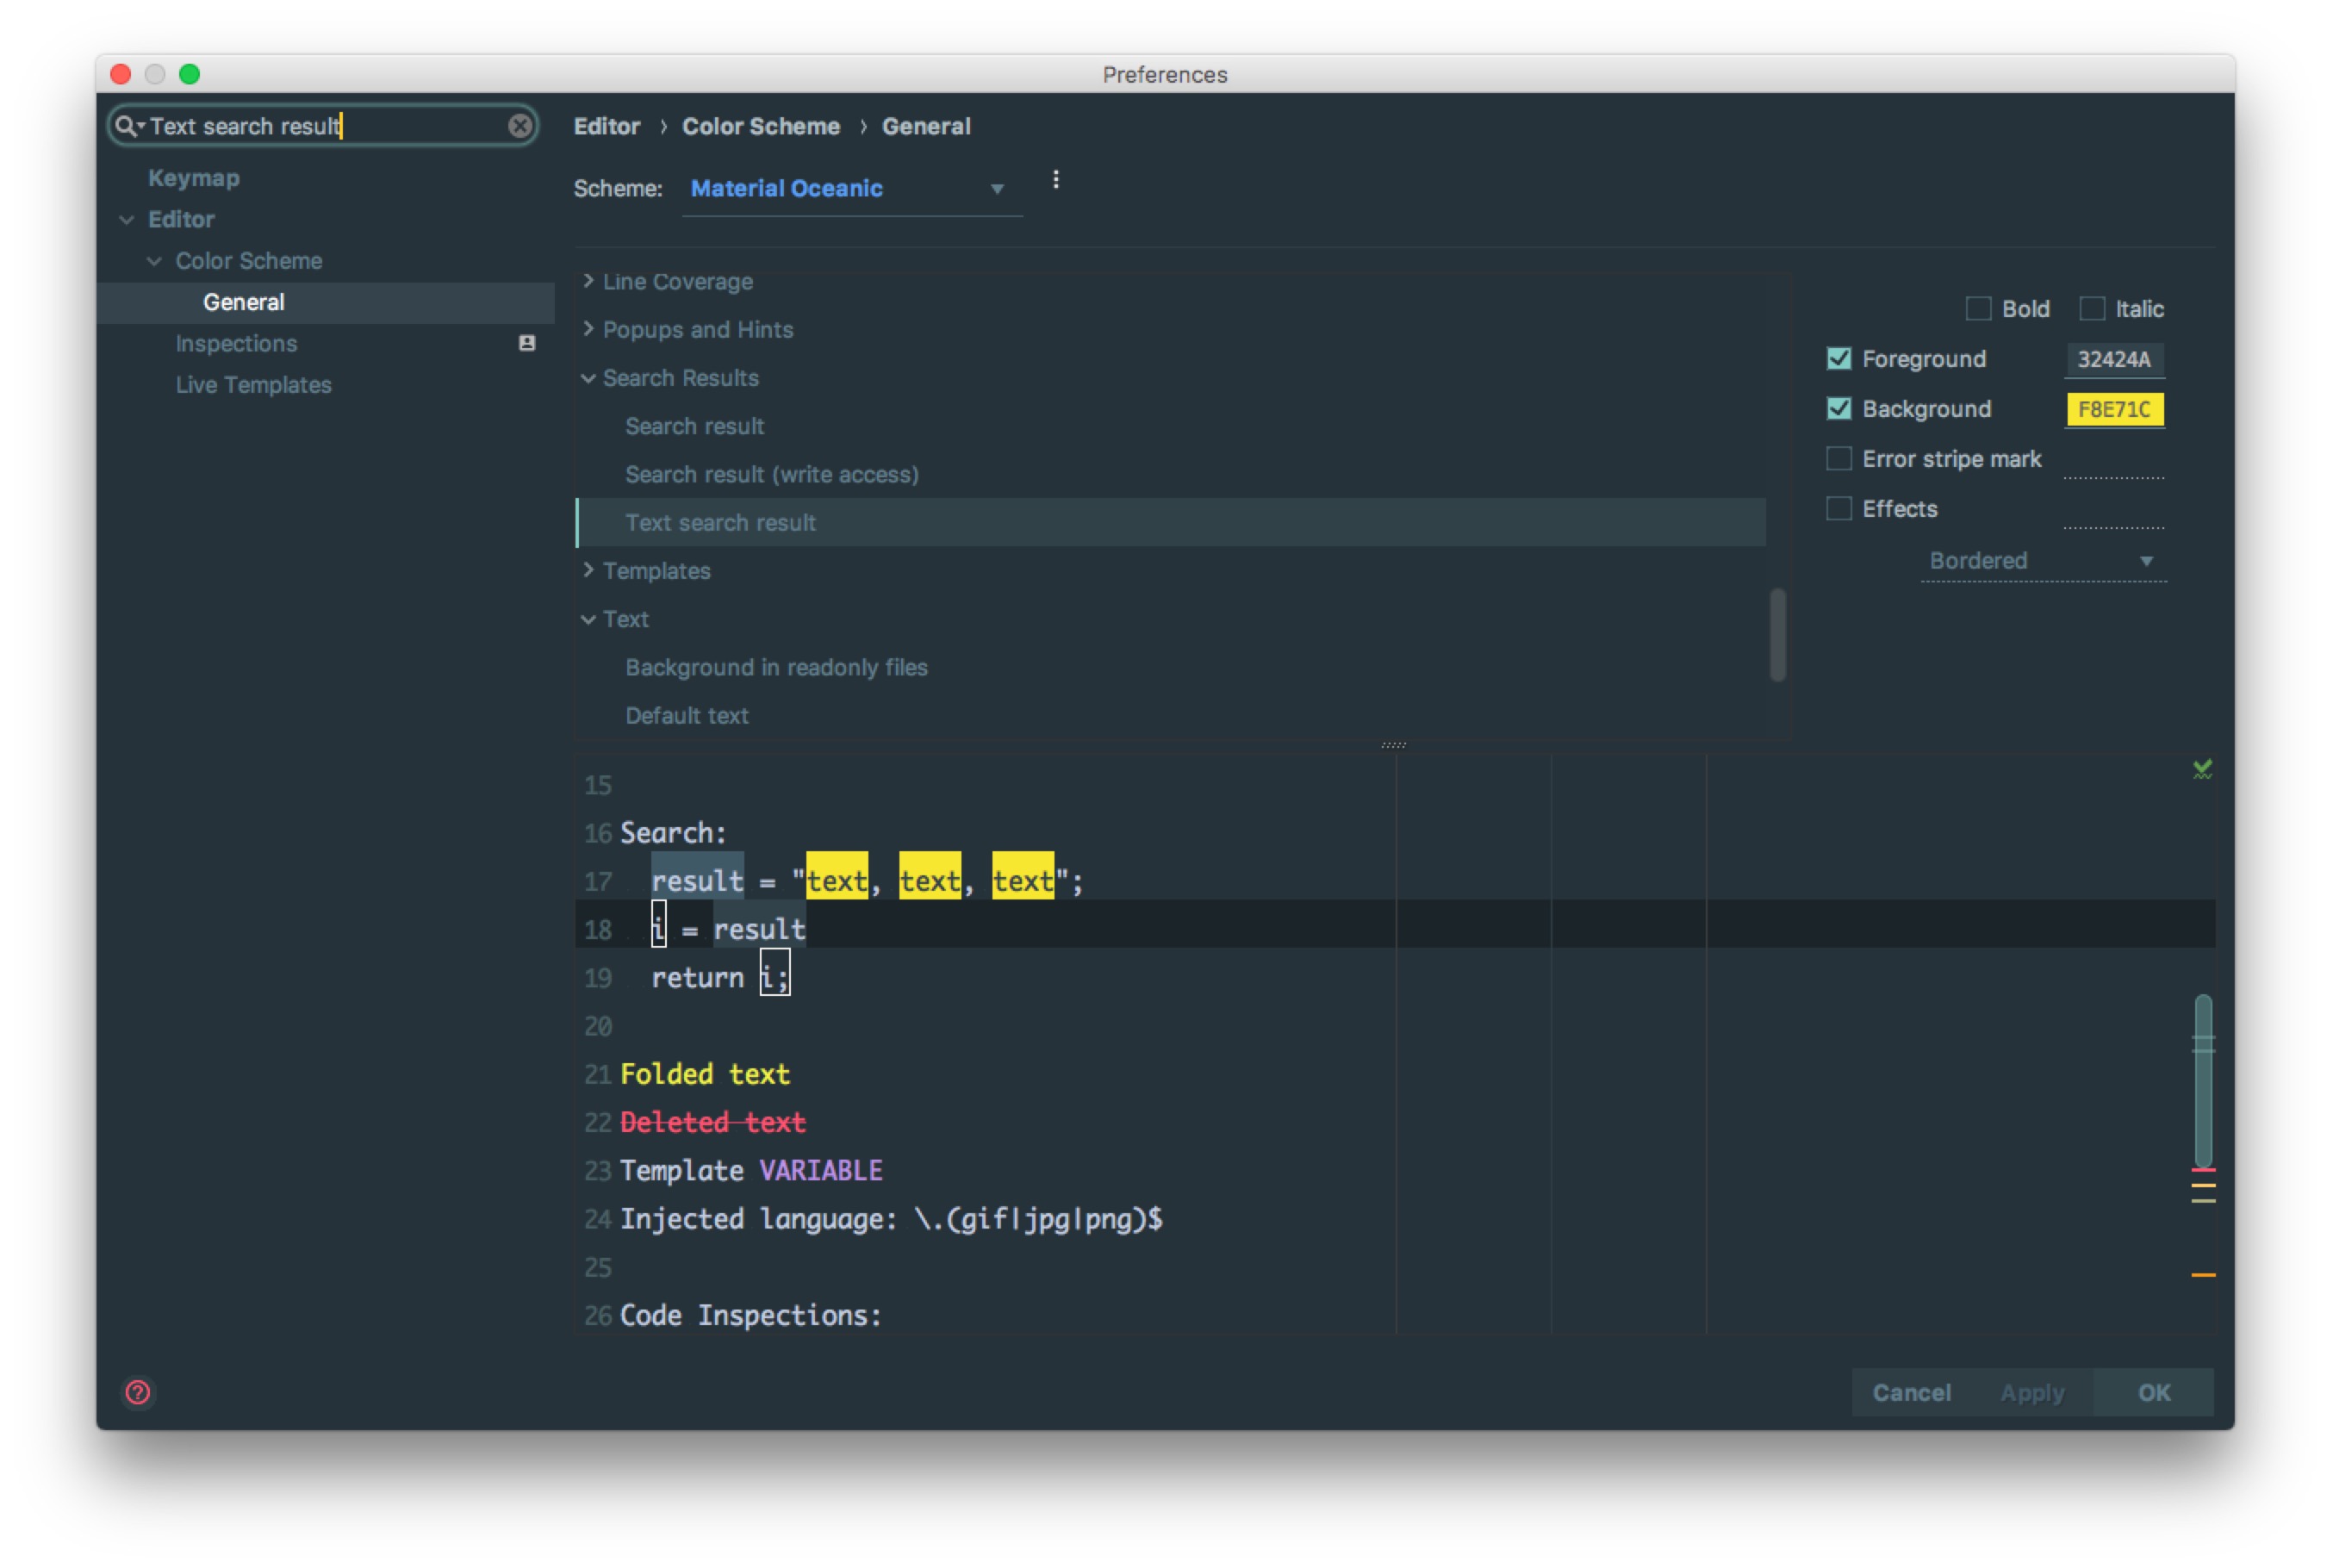 Preferences
Text search result
Keymap
Editor
Color Scheme
General
Inspections
Live Templates
Editor › Color Scheme › General
Scheme: Material Oceanic
Line Coverage
Popups and Hints
Search Results
Search result
Search result (write access)
Text search result
Templates
Text
Background in readonly files
Default text
Bold Italic
Foreground 32424A
Background F8E71C
Error stripe mark
Effects
Bordered
15
16 Search:
17 result = "text, text, text";
18 i = result
19 return i;
20
21 Folded text
22 Deleted text
23 Template VARIABLE
24 Injected language: \.(gif|jpg|png)$
25
26 Code Inspections:
?
Cancel Apply OK